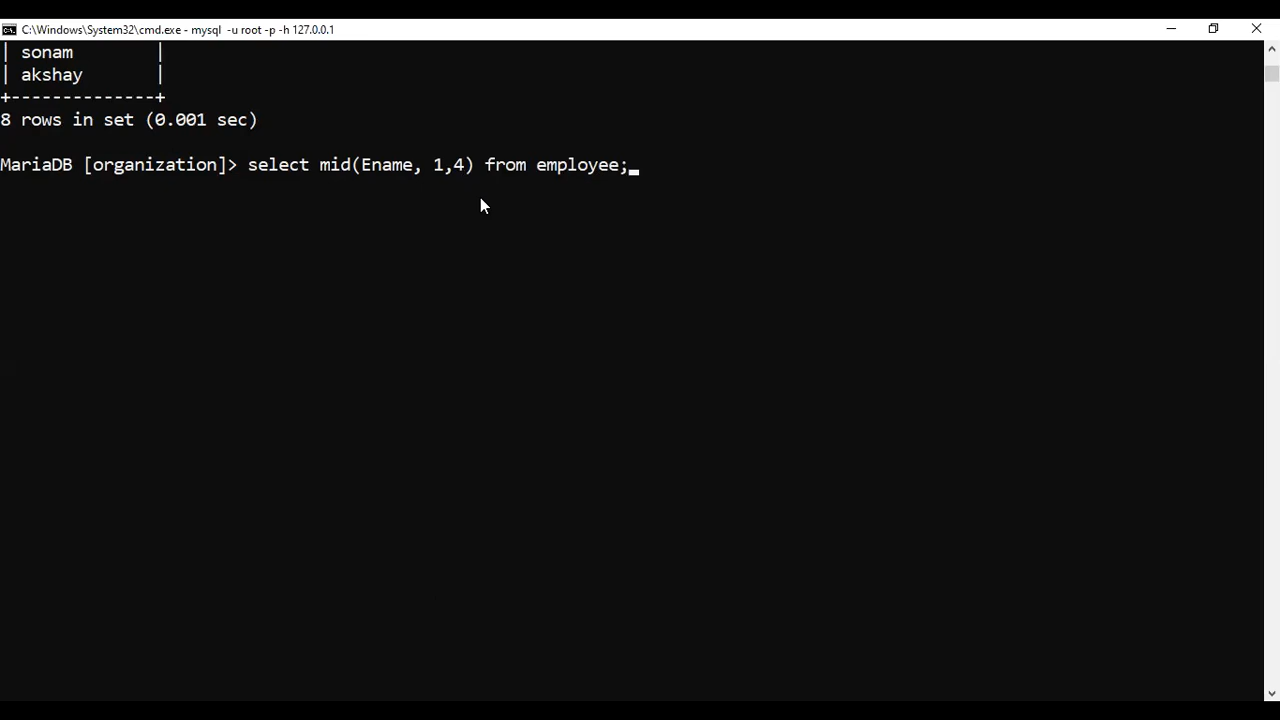 C:\Windows\System32\cmd.exe - mysql -u root -p -h 127.0.0.1
| sonam        |
| akshay       |
+--------------+
8 rows in set (0.001 sec)
MariaDB [organization]> select mid(Ename, 1,4) from employee;